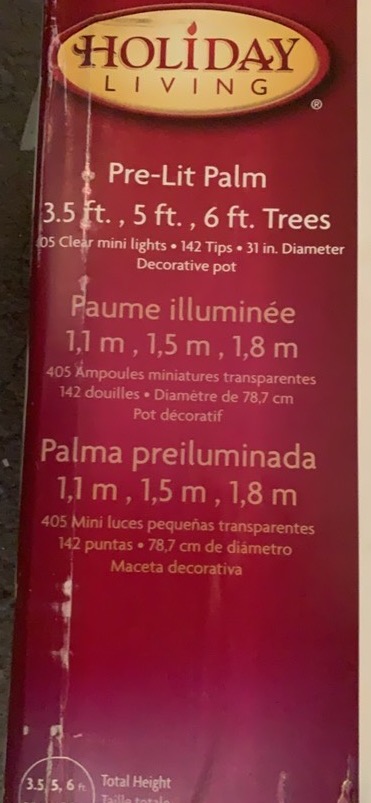 HOLIDAY
LIVING
®
Pre-Lit Palm
3.5 ft. , 5 ft. , 6 ft. Trees
05 Clear mini lights • 142 Tips • 31 in. Diameter
Decorative pot
Paume illuminée
1,1 m , 1,5 m , 1,8 m
405 Ampoules miniatures transparentes
142 douilles • Diamètre de 78,7 cm
Pot décoratif
Palma preiluminada
1,1 m , 1,5 m , 1,8 m
405 Mini luces pequeñas transparentes
142 puntas • 78,7 cm de diámetro
Maceta decorativa
3.5, 5, 6 ft. Total Height
Taille totale